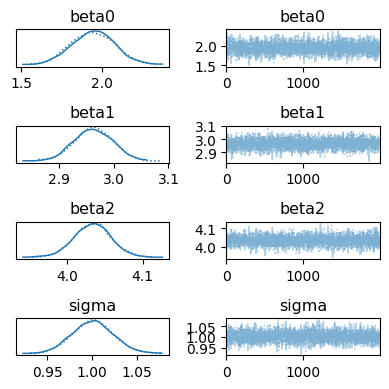 beta0 beta0
2.0
1.5
1.5 2.0 0 1000
beta1 beta1
3.1
3.0
2.9
2.9 3.0 3.1 0 1000
beta2 beta2
4.1
4.0
4.0 4.1 0 1000
sigma sigma
1.05
1.00
0.95
0.95 1.00 1.05 0 1000